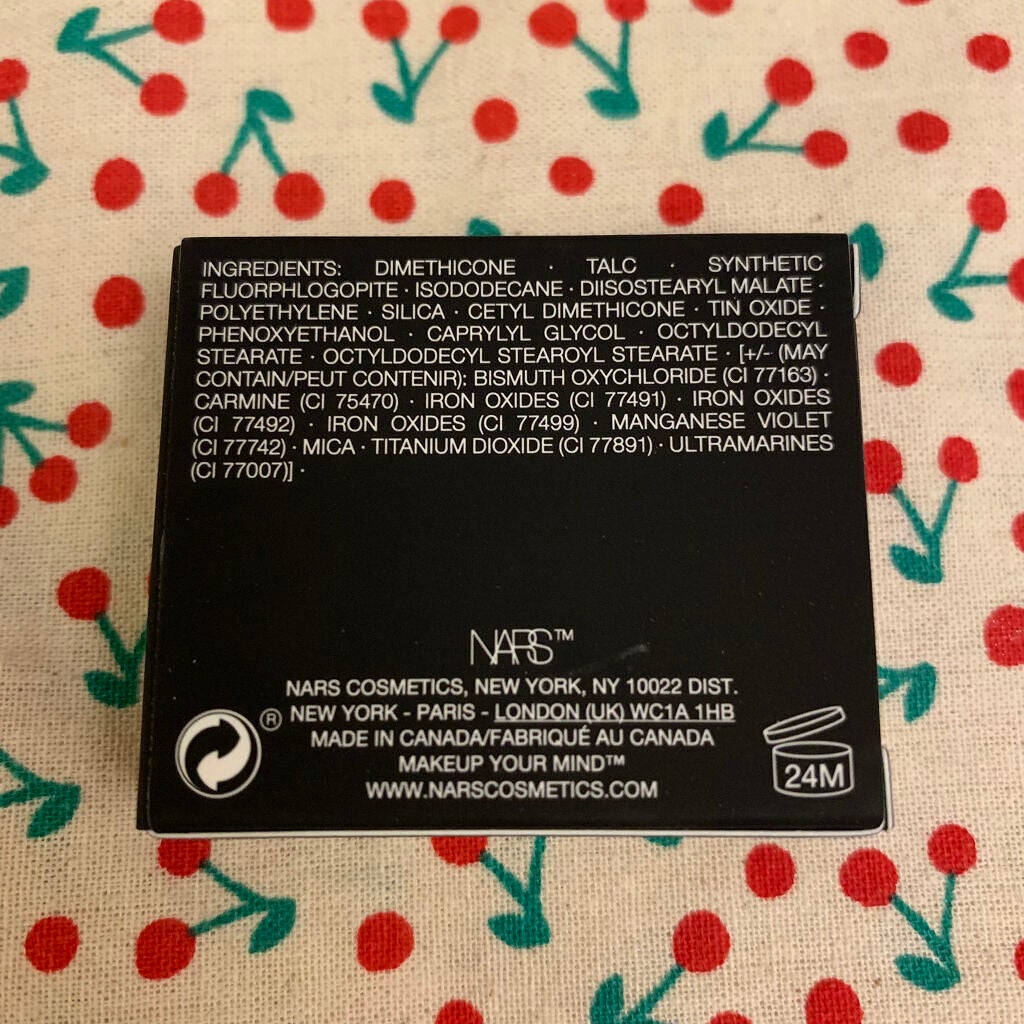 INGREDIENTS: DIMETHICONE · TALC · SYNTHETIC
FLUORPHLOGOPITE · ISODODECANE · DIISOSTEARYL MALATE ·
POLYETHYLENE · SILICA · CETYL DIMETHICONE · TIN OXIDE ·
PHENOXYETHANOL · CAPRYLYL GLYCOL · OCTYLDODECYL
STEARATE · OCTYLDODECYL STEAROYL STEARATE · [+/- (MAY
CONTAIN/PEUT CONTENIR): BISMUTH OXYCHLORIDE (CI 77163) ·
CARMINE (CI 75470) · IRON OXIDES (CI 77491) · IRON OXIDES
(CI 77492) · IRON OXIDES (CI 77499) · MANGANESE VIOLET
(CI 77742) · MICA · TITANIUM DIOXIDE (CI 77891) · ULTRAMARINES
(CI 77007)] ·
NARS™
NARS COSMETICS, NEW YORK, NY 10022 DIST.
® NEW YORK - PARIS - LONDON (UK) WC1A 1HB
MADE IN CANADA/FABRIQUÉ AU CANADA
MAKEUP YOUR MIND™
WWW.NARSCOSMETICS.COM
24M